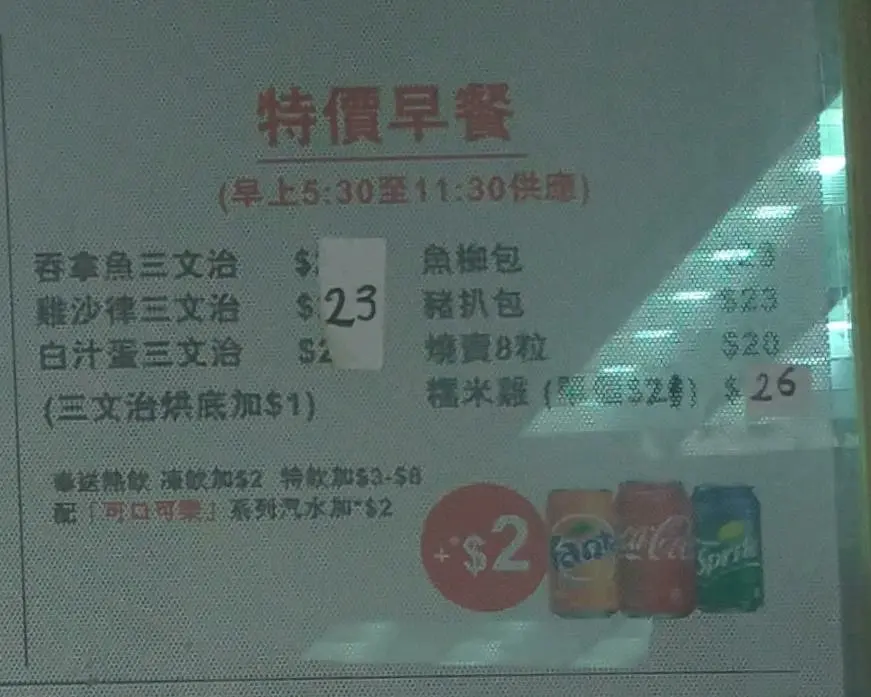 特價早餐
(早上5:30至11:30供應)
吞拿魚三文治 $
雞沙律三文治 $23
白汁蛋三文治 $2
(三文治烘底加$1)
魚柳包
豬扒包 $23
燒賣8粒 $20
糯米雞 ( $26
奉送熱飲 凍飲加$2 特飲加$3-$8
配「可口可樂」系列汽水加*$2
+*$2
Fanta
Coca-Cola
Sprite